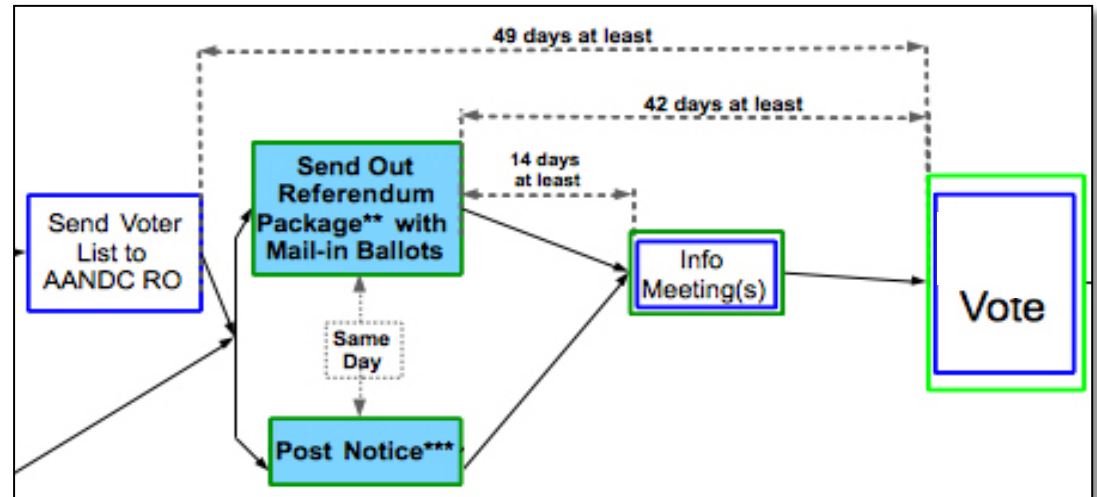 49 days at least
42 days at least
14 days
at least
Send Voter
List to
AANDC RO
Send Out
Referendum
Package** with
Mail-in Ballots
Same
Day
Post Notice***
Info
Meeting(s)
Vote